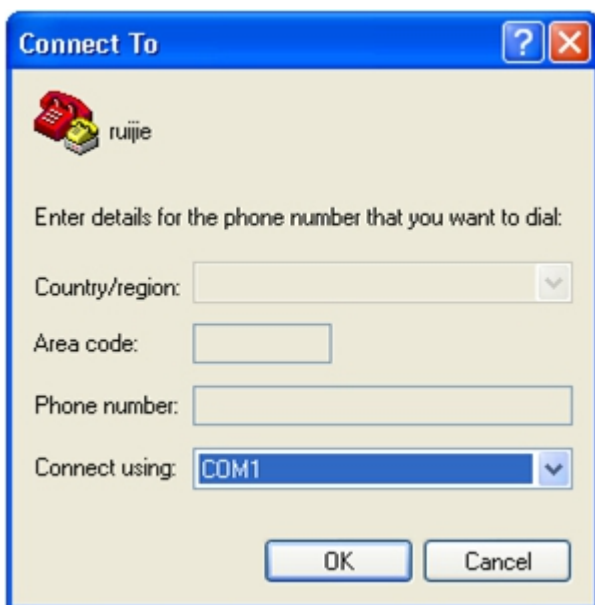 Connect To
?
ruijie
Enter details for the phone number that you want to dial:
Country/region:
Area code:
Phone number:
Connect using: COM1
OK Cancel